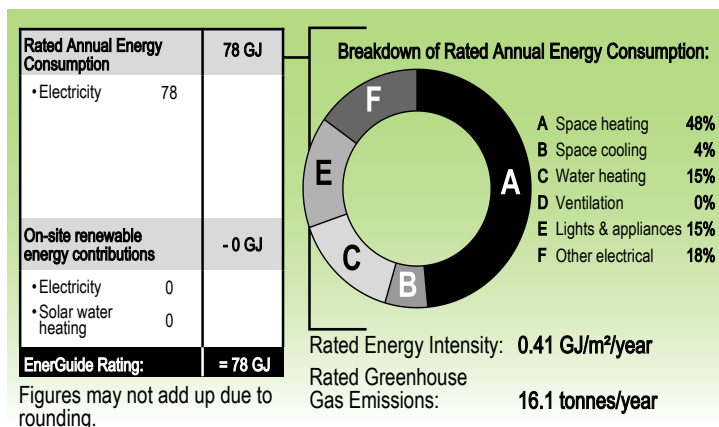 Rated Annual Energy
Consumption
78 GJ
• Electricity 78
On-site renewable
energy contributions
- 0 GJ
• Electricity 0
• Solar water
heating 0
EnerGuide Rating: = 78 GJ
Figures may not add up due to
rounding.
Breakdown of Rated Annual Energy Consumption:
F
E
A
C
B
A Space heating 48%
B Space cooling 4%
C Water heating 15%
D Ventilation 0%
E Lights & appliances 15%
F Other electrical 18%
Rated Energy Intensity: 0.41 GJ/m²/year
Rated Greenhouse
Gas Emissions: 16.1 tonnes/year